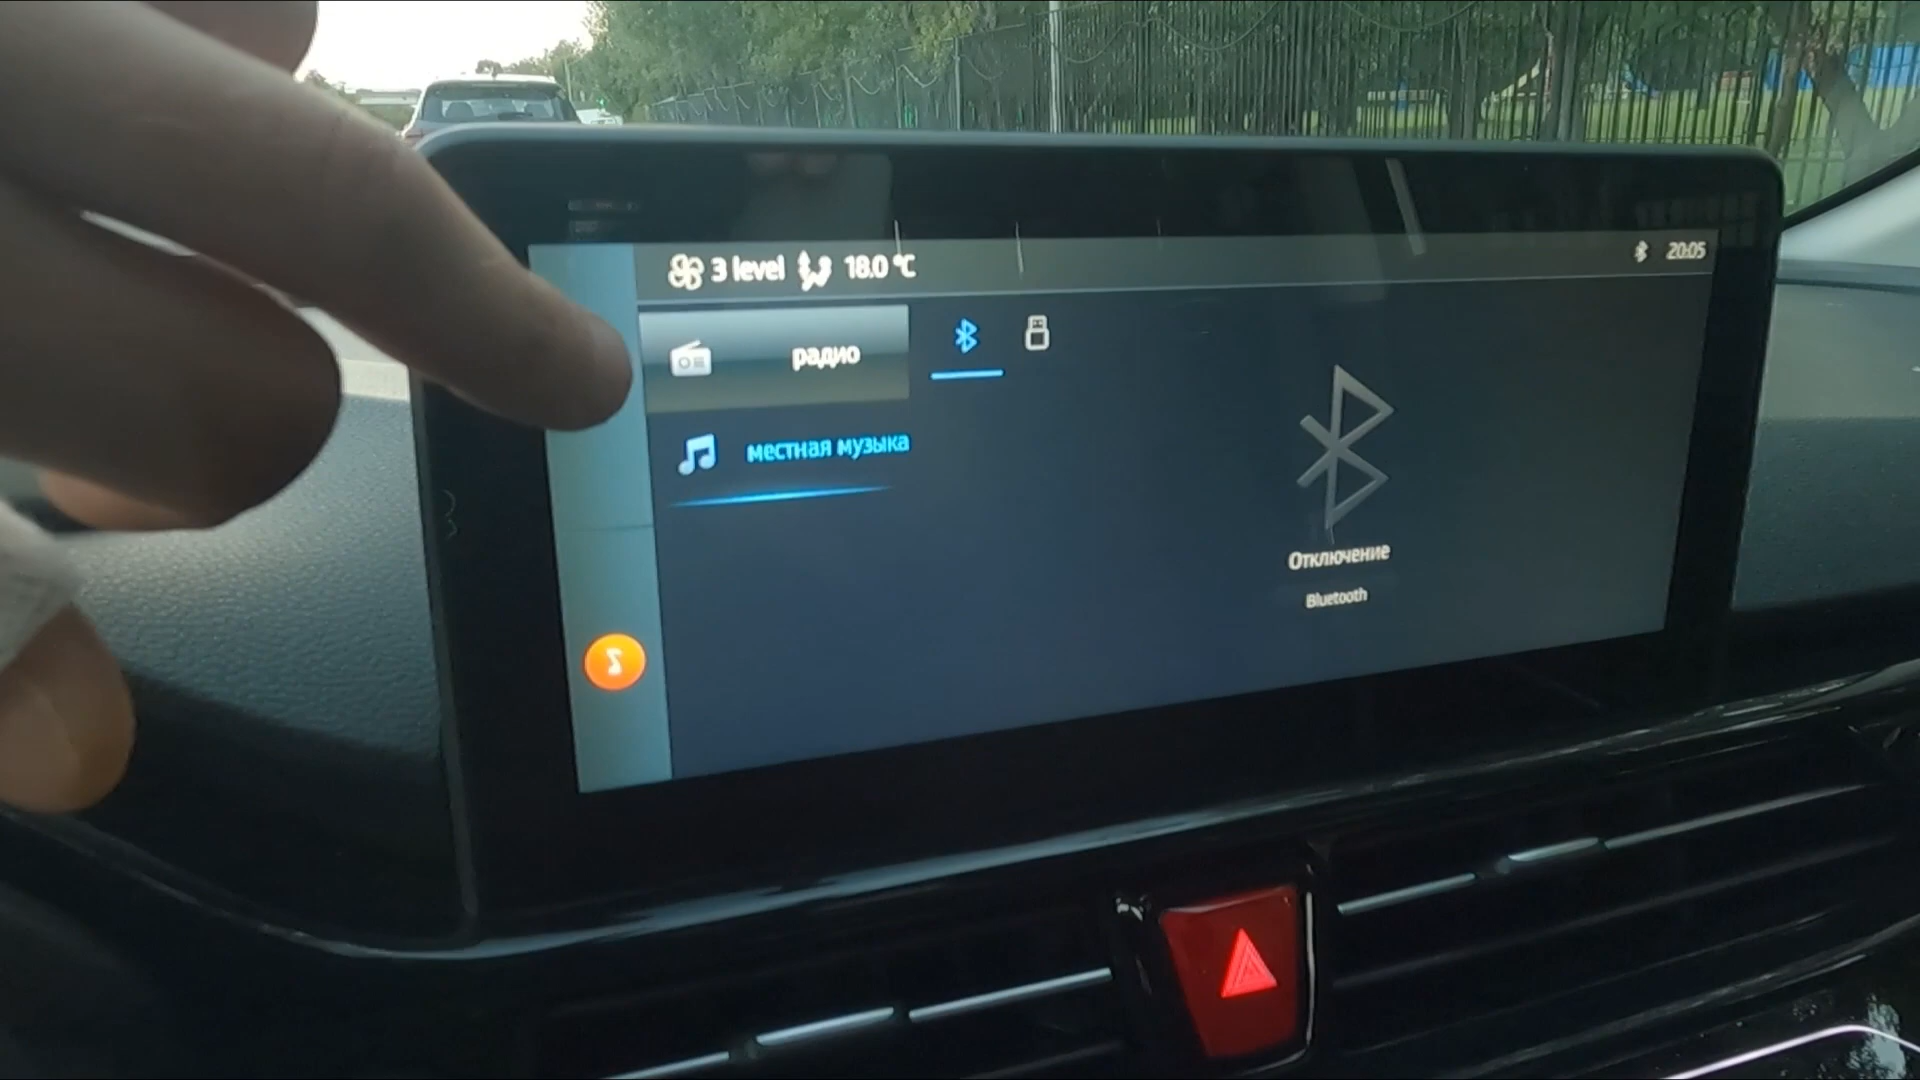 3 level 18.0 °C 20:05
радио
местная музыка
Отключение
Bluetooth